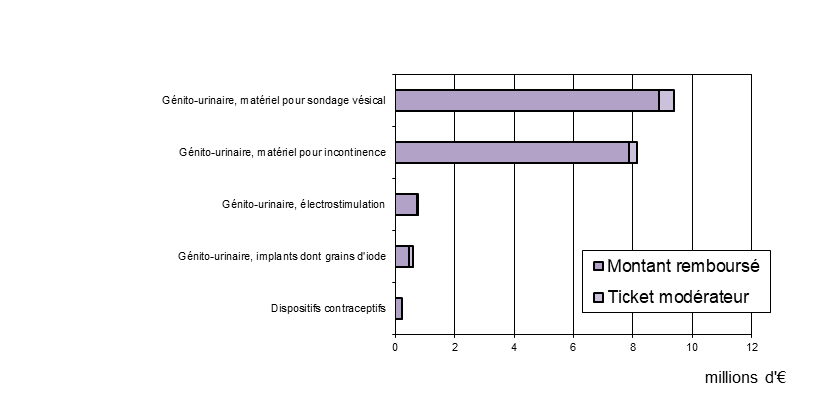 Génito-urinaire, matériel pour sondage vésical
Génito-urinaire, matériel pour incontinence
Génito-urinaire, électrostimulation
Génito-urinaire, implants dont grains d'iode
Dispositifs contraceptifs
Montant remboursé
Ticket modérateur
0 2 4 6 8 10 12
millions d'€